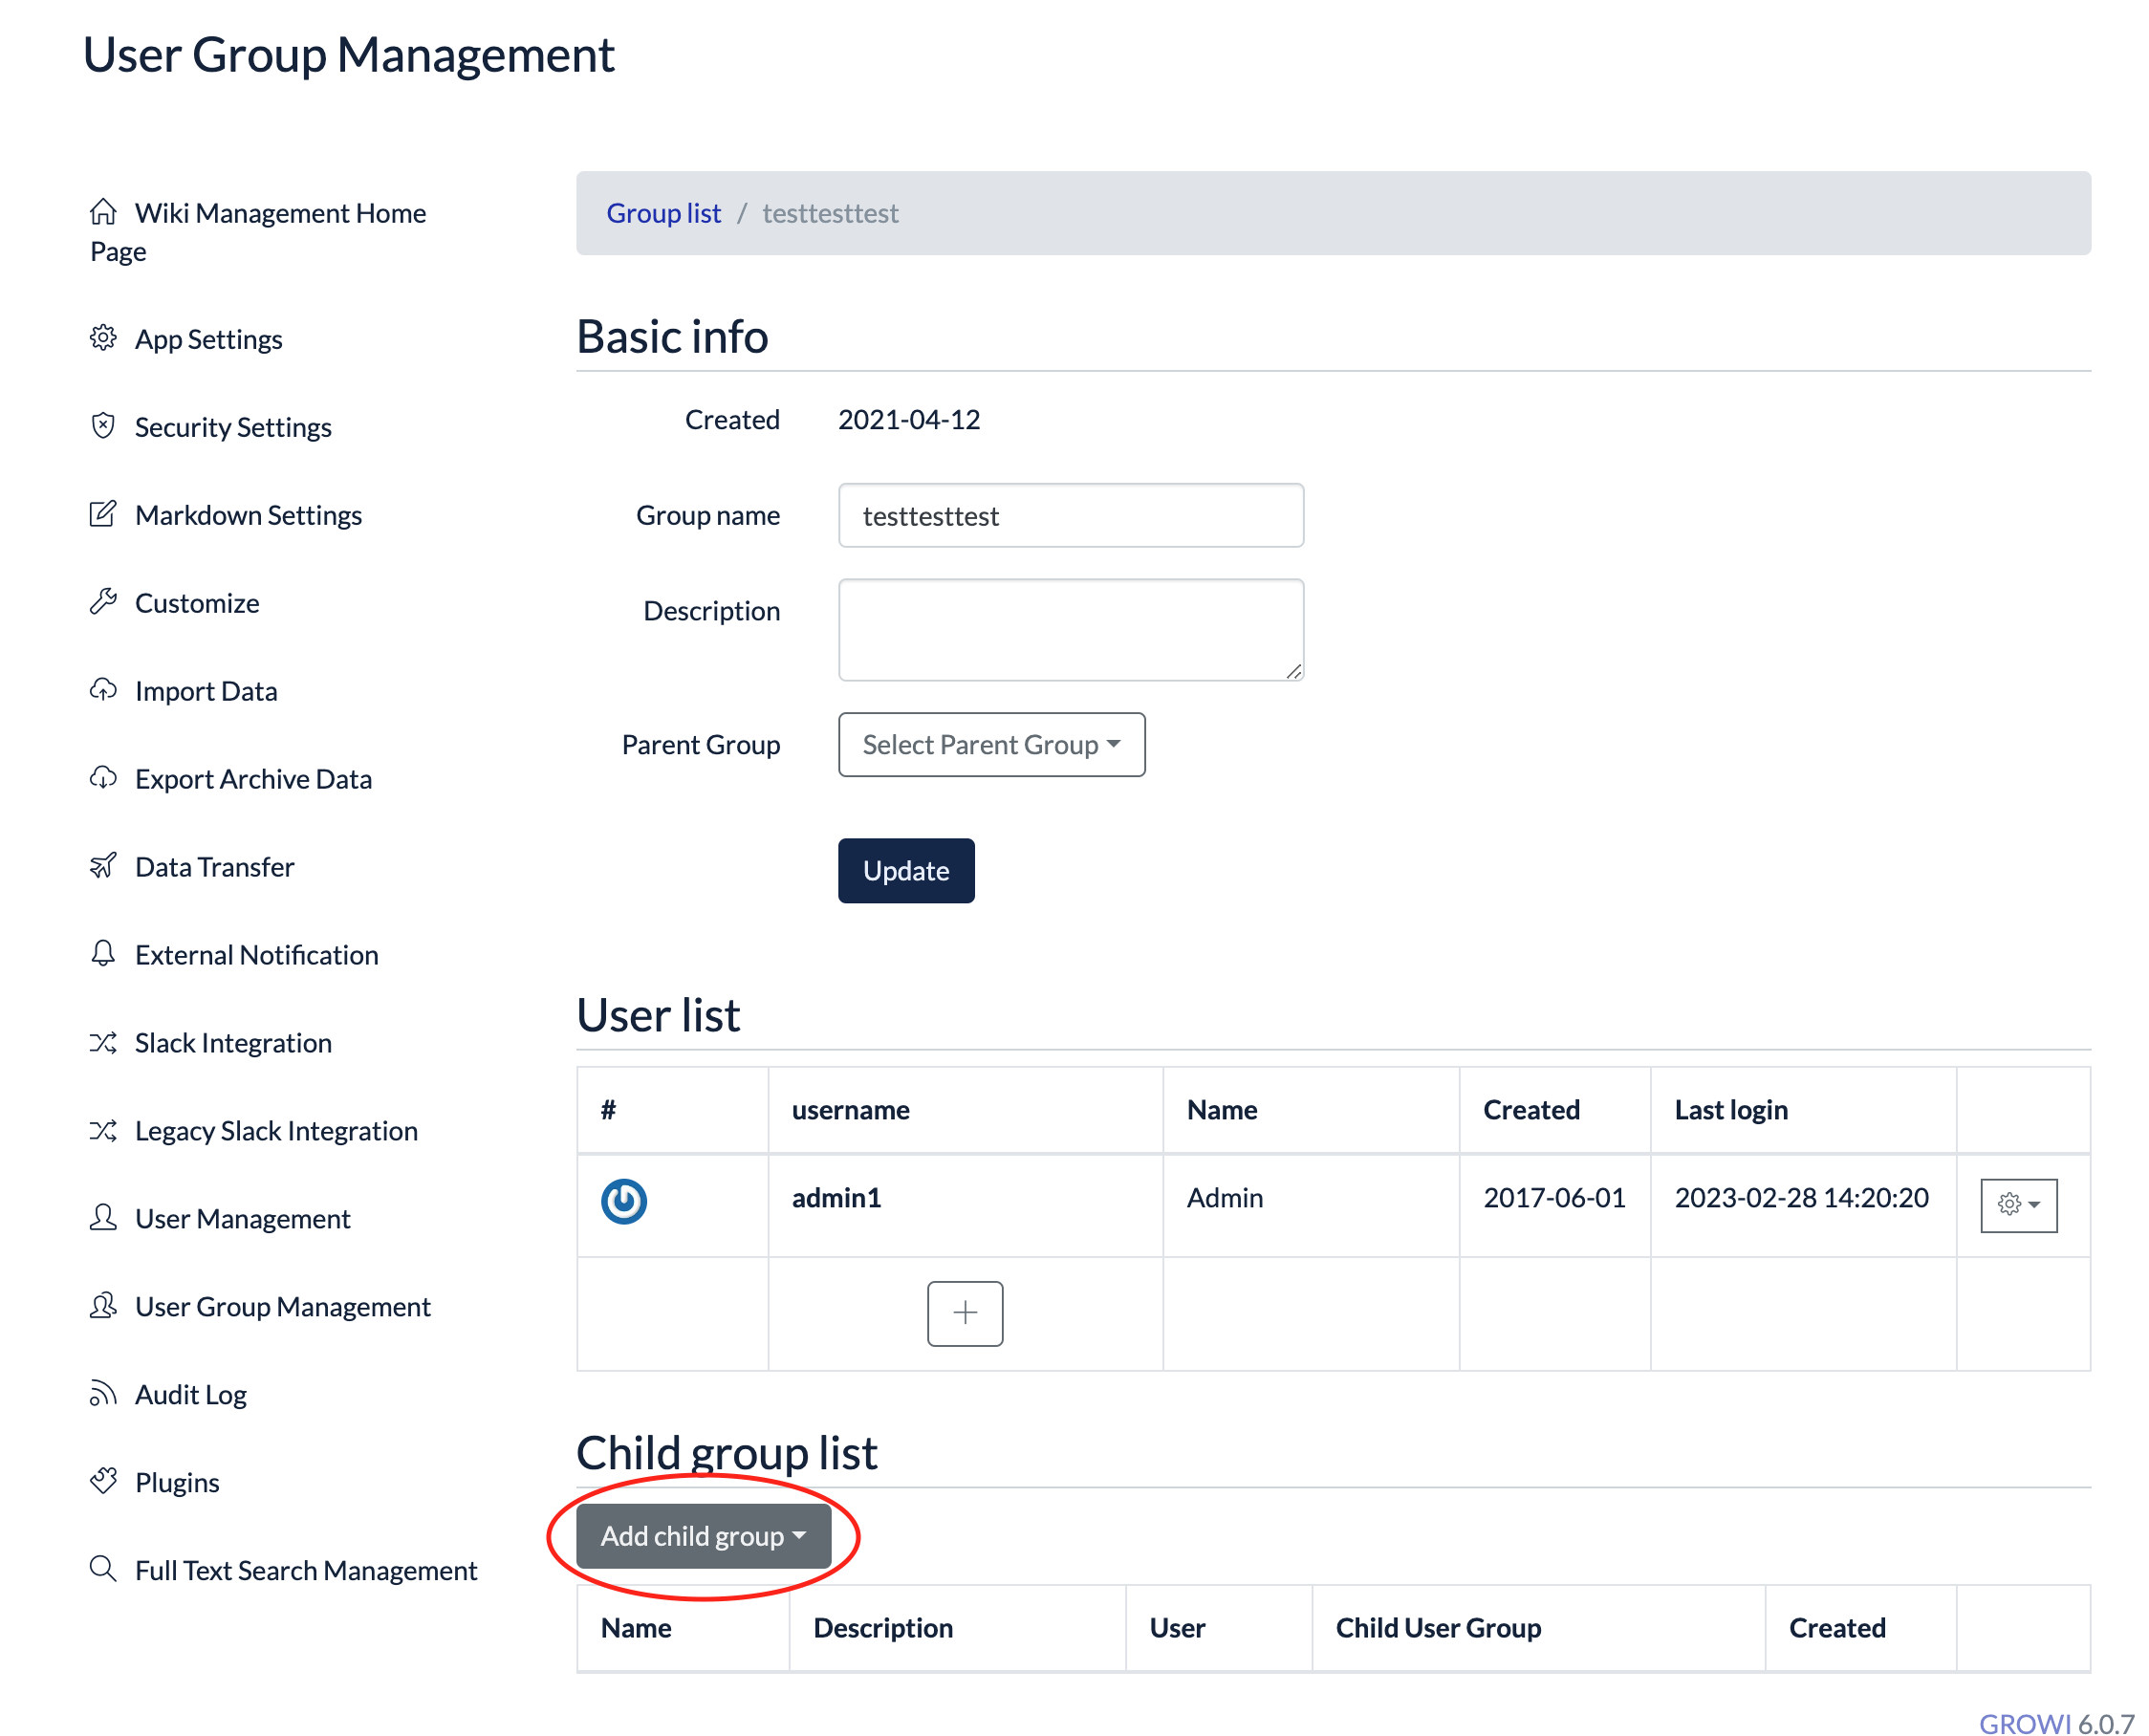 User Group Management
Wiki Management Home
Page
App Settings
Security Settings
Markdown Settings
Customize
Import Data
Export Archive Data
Data Transfer
External Notification
Slack Integration
Legacy Slack Integration
User Management
User Group Management
Audit Log
Plugins
Full Text Search Management
Group list / testtesttest
Basic info
Created 2021-04-12
Group name testtesttest
Description
Parent Group Select Parent Group
Update
User list
# username Name Created Last login
admin1 Admin 2017-06-01 2023-02-28 14:20:20
Child group list
Add child group
Name Description User Child User Group Created
GROWI 6.0.7